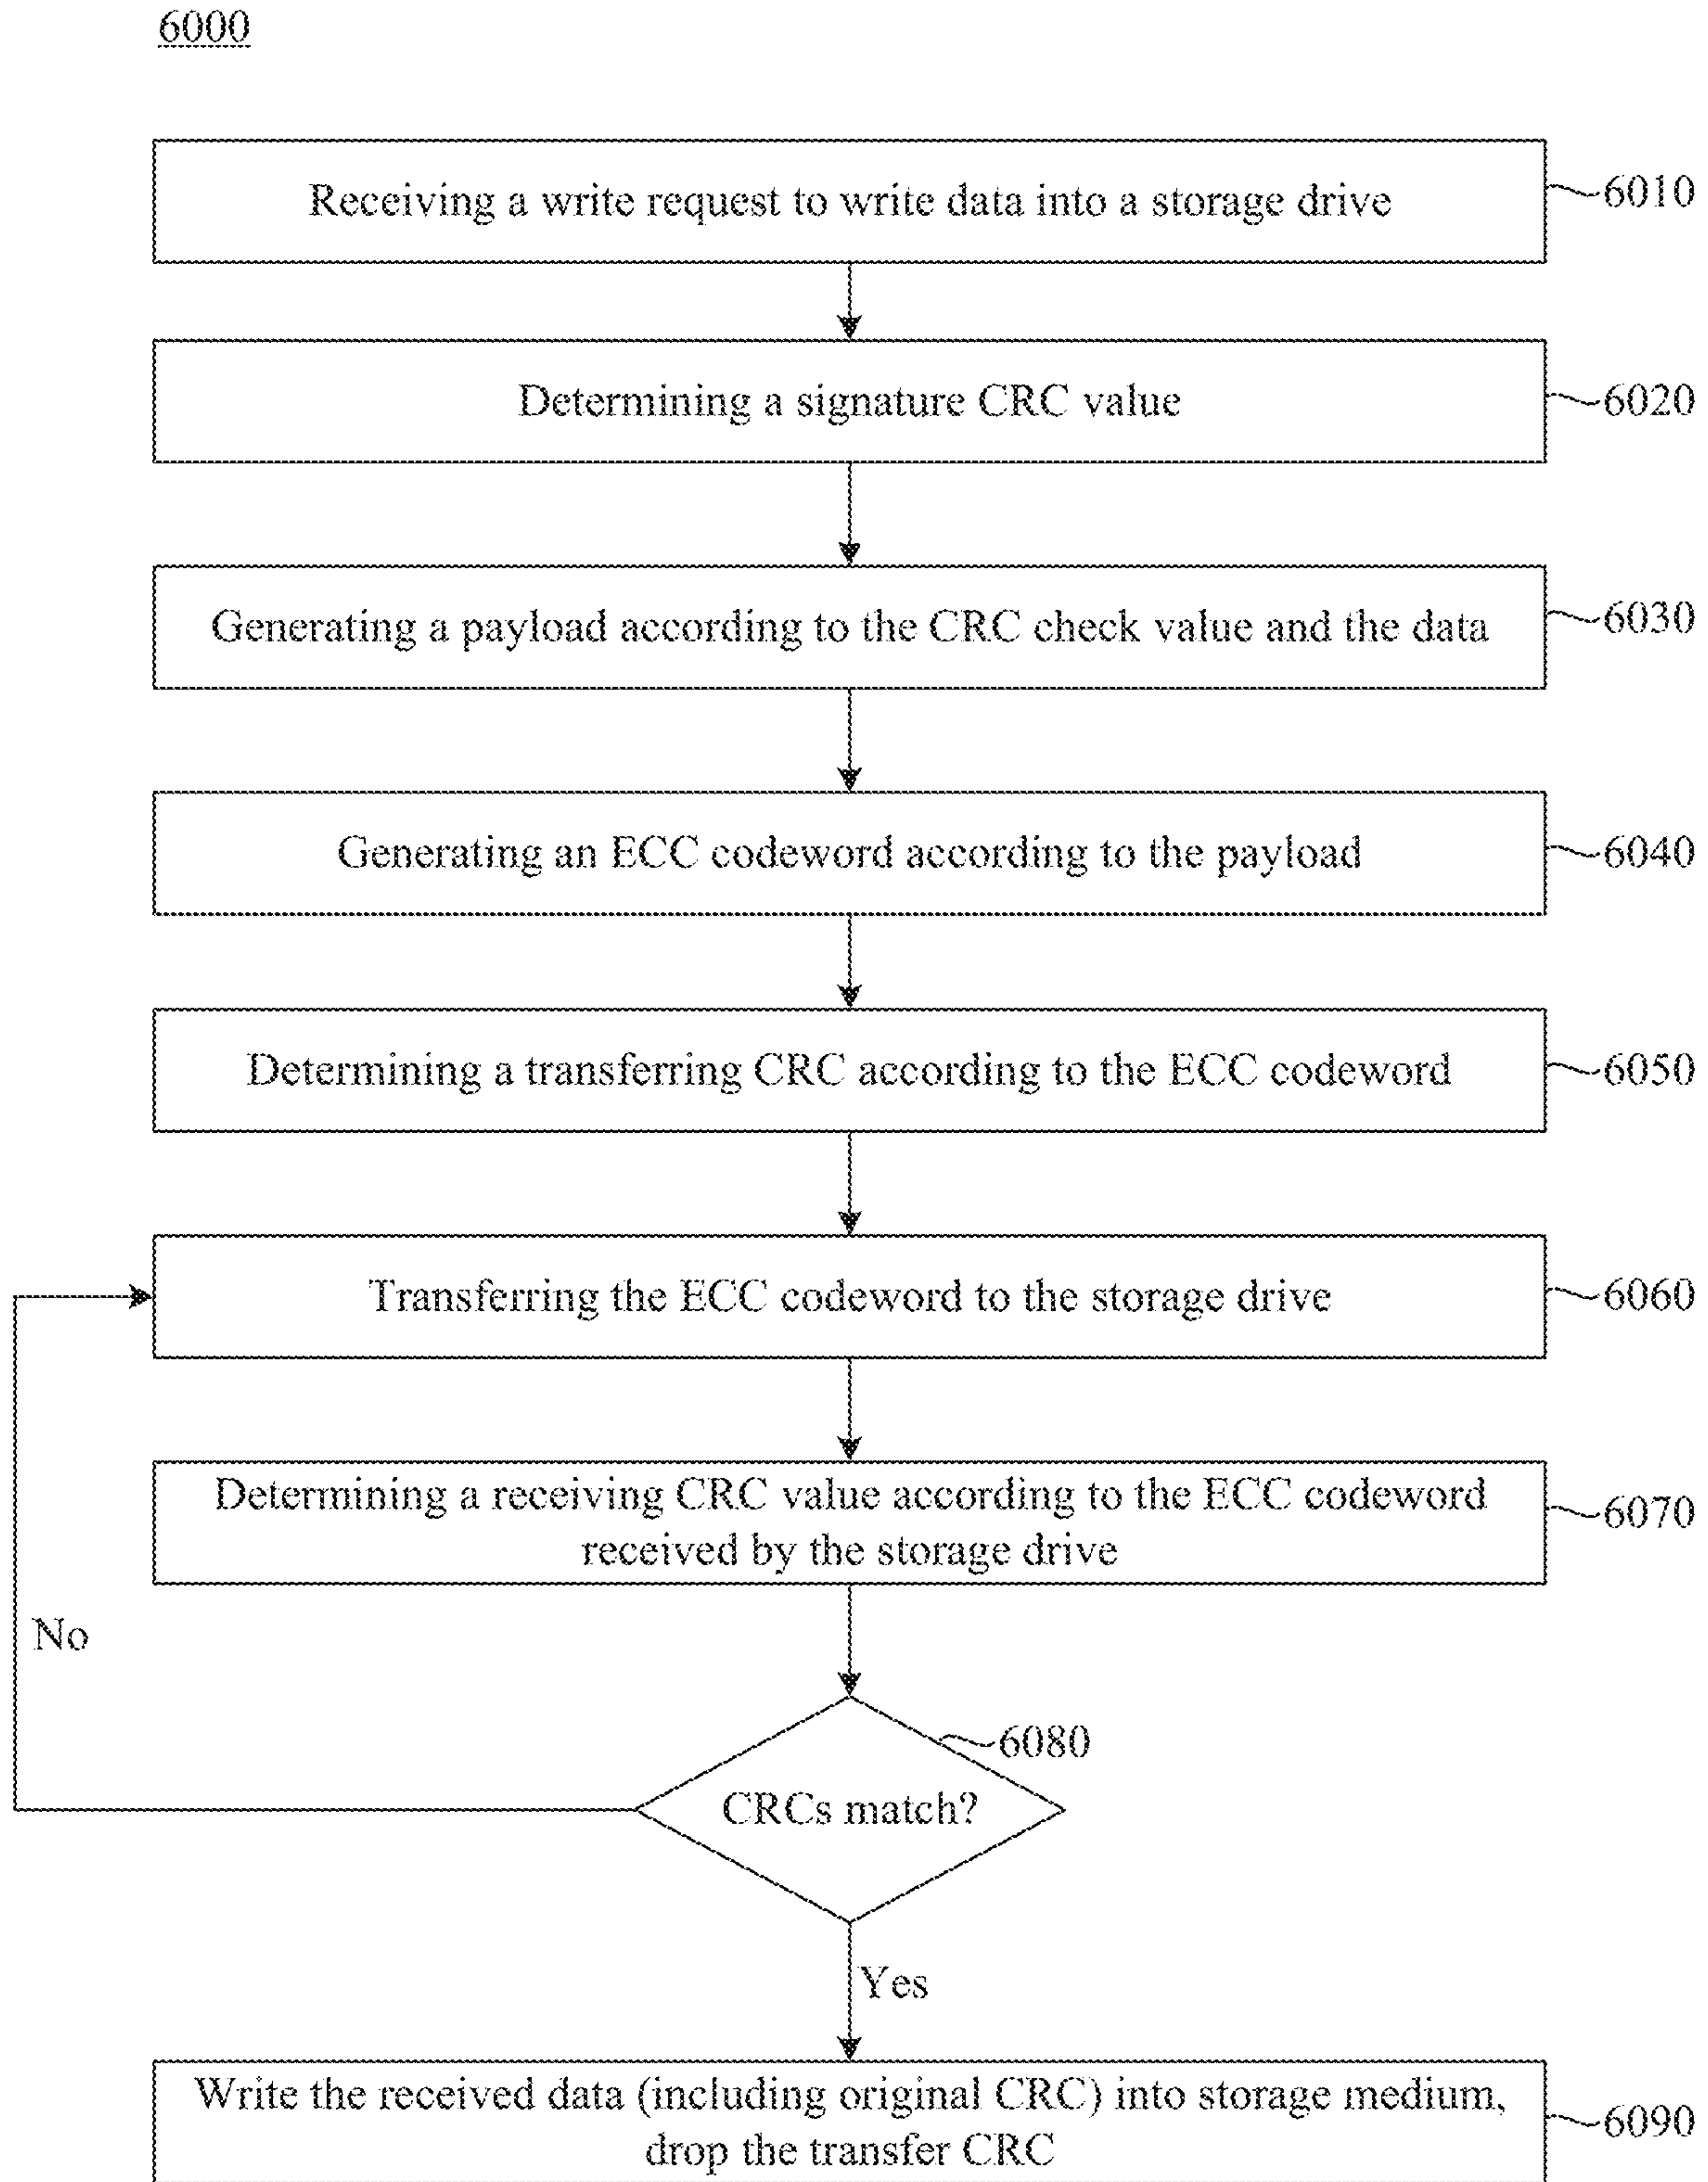 6000
Receiving a write request to write data into a storage drive
6010
Determining a signature CRC value
6020
Generating a payload according to the CRC check value and the data
6030
Generating an ECC codeword according to the payload
6040
Determining a transferring CRC according to the ECC codeword
6050
Transferring the ECC codeword to the storage drive
6060
Determining a receiving CRC value according to the ECC codeword
received by the storage drive
6070
No
6080
CRCs match?
Yes
Write the received data (including original CRC) into storage medium,
drop the transfer CRC
6090